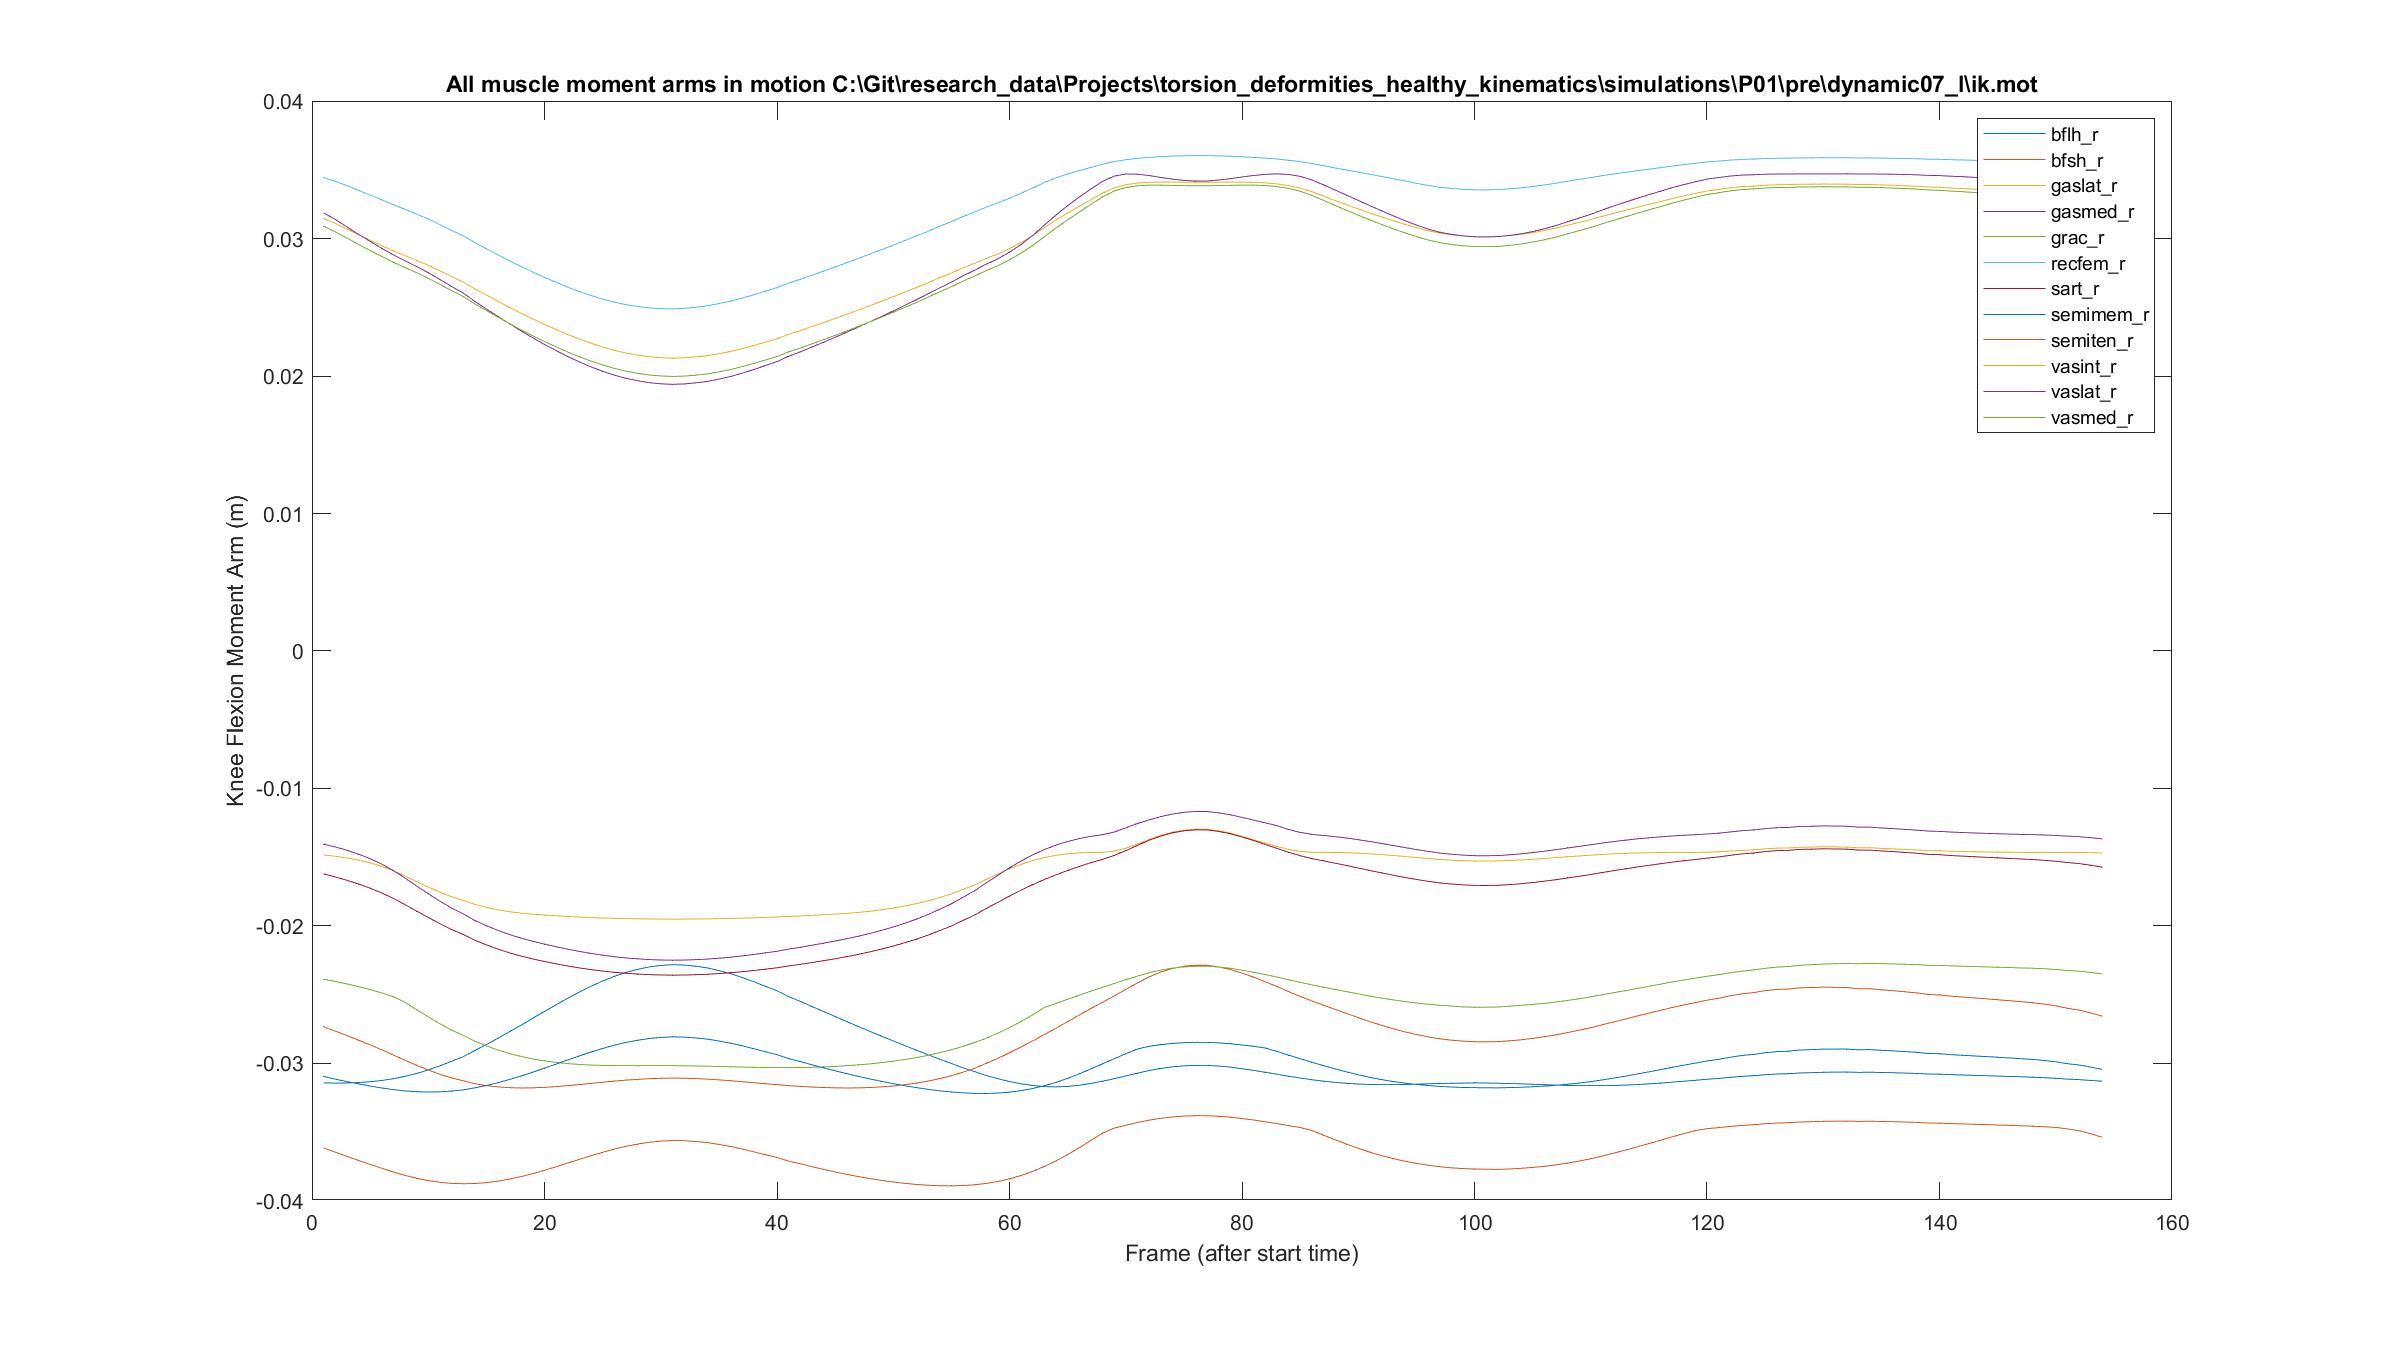 All muscle moment arms in motion C:\Git\research_data\Projects\torsion_deformities_healthy_kinematics\simulations\P01\pre\dynamic07_l\ik.mot
0.04
0.03
0.02
0.01
0
-0.01
-0.02
-0.03
-0.04
Knee Flexion Moment Arm (m)
bflh_r
bfsh_r
gaslat_r
gasmed_r
grac_r
recfem_r
sart_r
semimem_r
semiten_r
vasint_r
vaslat_r
vasmed_r
0 20 40 60 80 100 120 140 160
Frame (after start time)